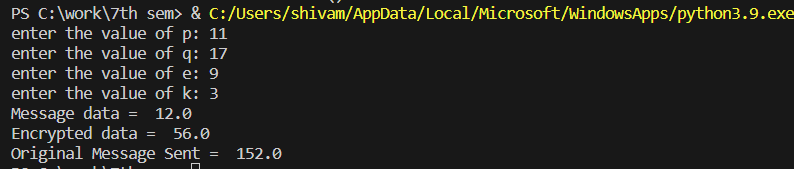 PS C:\work\7th sem> & C:/Users/shivam/AppData/Local/Microsoft/WindowsApps/python3.9.exe
enter the value of p: 11
enter the value of q: 17
enter the value of e: 9
enter the value of k: 3
Message data =  12.0
Encrypted data =  56.0
Original Message Sent =  152.0